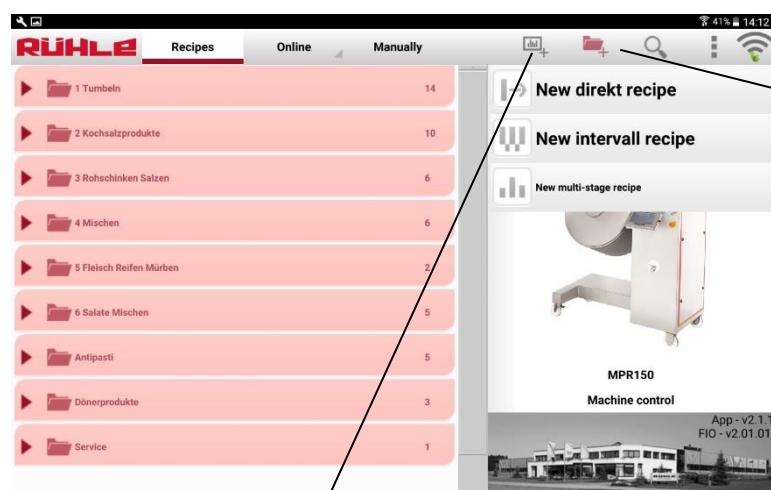 41% 14:12
RÜHLE Recipes Online Manually
1 Tumbeln 14
2 Kochsalzprodukte 10
3 Rohschinken Salzen 6
4 Mischen 6
5 Fleisch Reifen Mürben 2
6 Salate Mischen 5
Antipasti 5
Dönerprodukte 3
Service 1
New direkt recipe
New intervall recipe
New multi-stage recipe
MPR150
Machine control
App - v2.1.1
FIO - v2.01.01